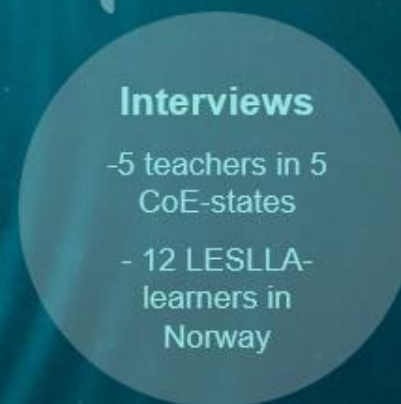 Interviews
-5 teachers in 5
CoE-states
- 12 LESLLA-
learners in
Norway